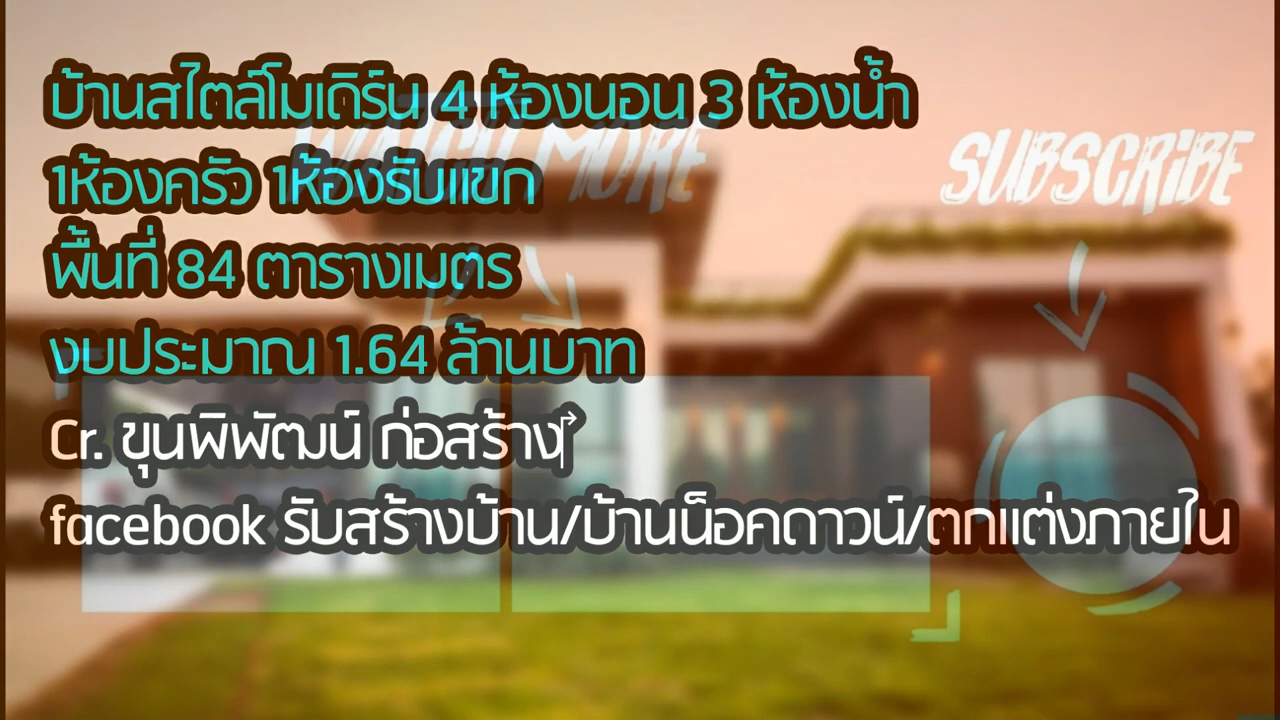 บ้านสไตล์โมเดิร์น 4 ห้องนอน 3 ห้องน้ำ
1ห้องครัว 1ห้องรับแขก
พื้นที่ 84 ตารางเมตร
งบประมาณ 1.64 ล้านบาท
Cr. ขุนพิพัฒน์ ก่อสร้าง
facebook รับสร้างบ้าน/บ้านน็อคดาวน์/ตกแต่งภายใน
WATCH MORE
SUBSCRIBE